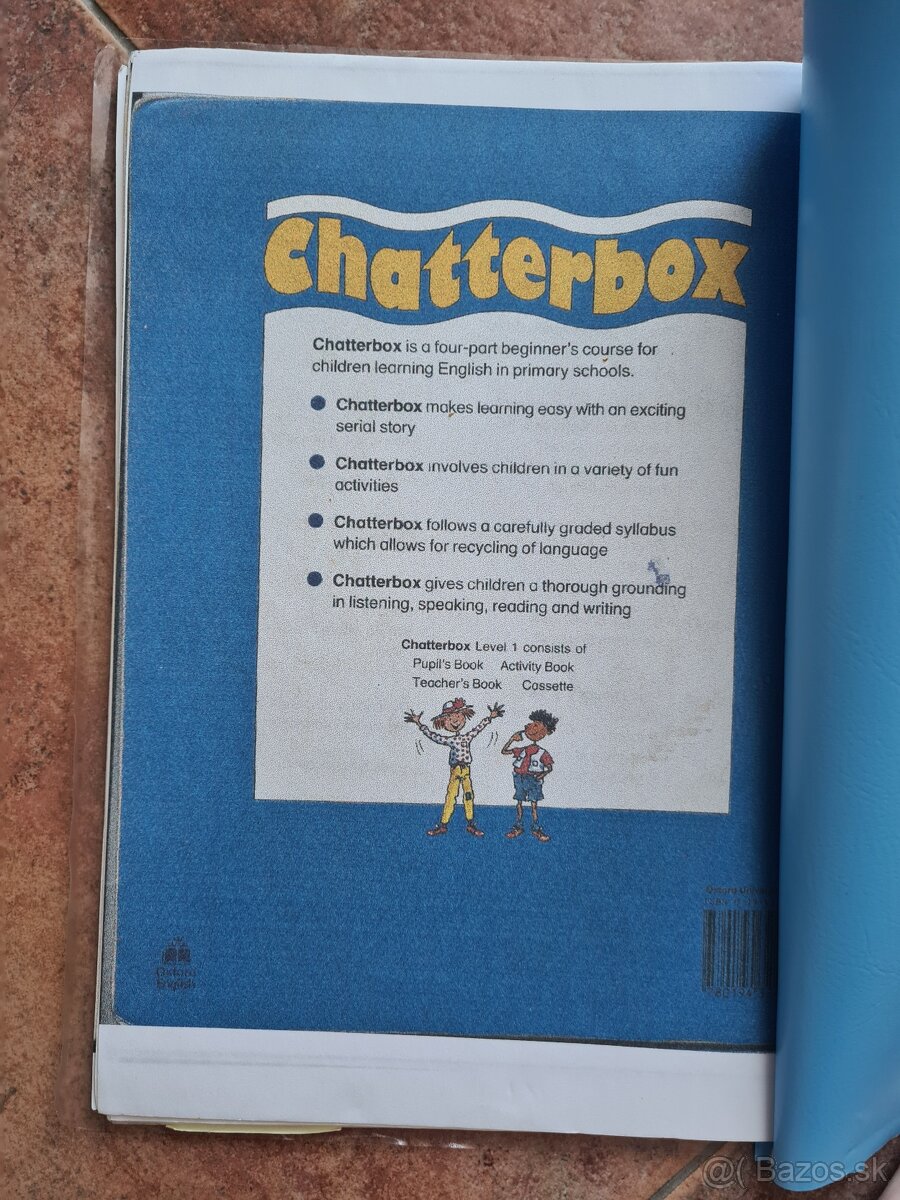 Chatterbox
Chatterbox is a four-part beginner's course for
children learning English in primary schools.
Chatterbox makes learning easy with an exciting
serial story
Chatterbox involves children in a variety of fun
activities
Chatterbox follows a carefully graded syllabus
which allows for recycling of language
Chatterbox gives children a thorough grounding
in listening, speaking, reading and writing
Chatterbox Level 1 consists of
Pupil's Book Activity Book
Teacher's Book Cassette
Oxford
Oxford
English
@( Bazos.sk